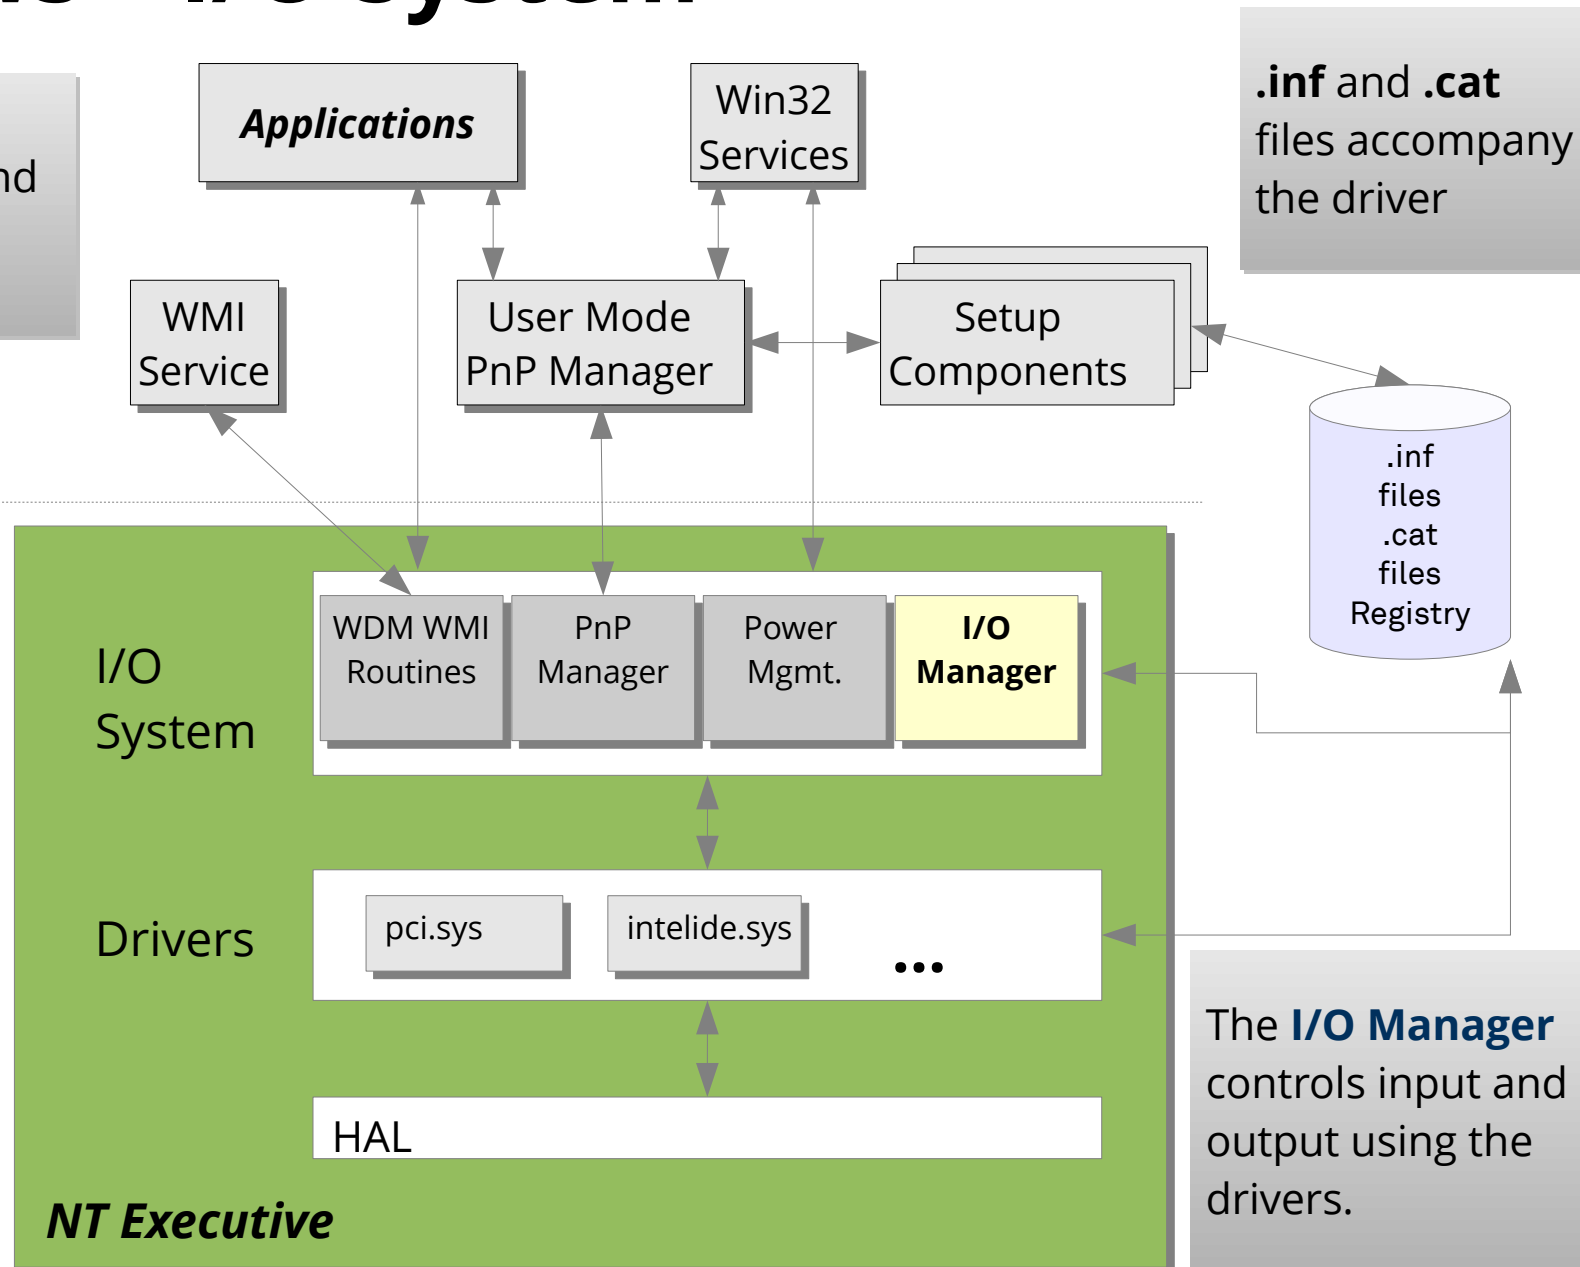 I/O System
Applications
Win32
Services
.inf and .cat
files accompany
the driver
nd
WMI
Service
User Mode
PnP Manager
Setup
Components
.inf
files
.cat
files
Registry
I/O
System
WDM WMI
Routines
PnP
Manager
Power
Mgmt.
I/O
Manager
Drivers
pci.sys
intelide.sys
...
The I/O Manager
controls input and
output using the
drivers.
HAL
NT Executive